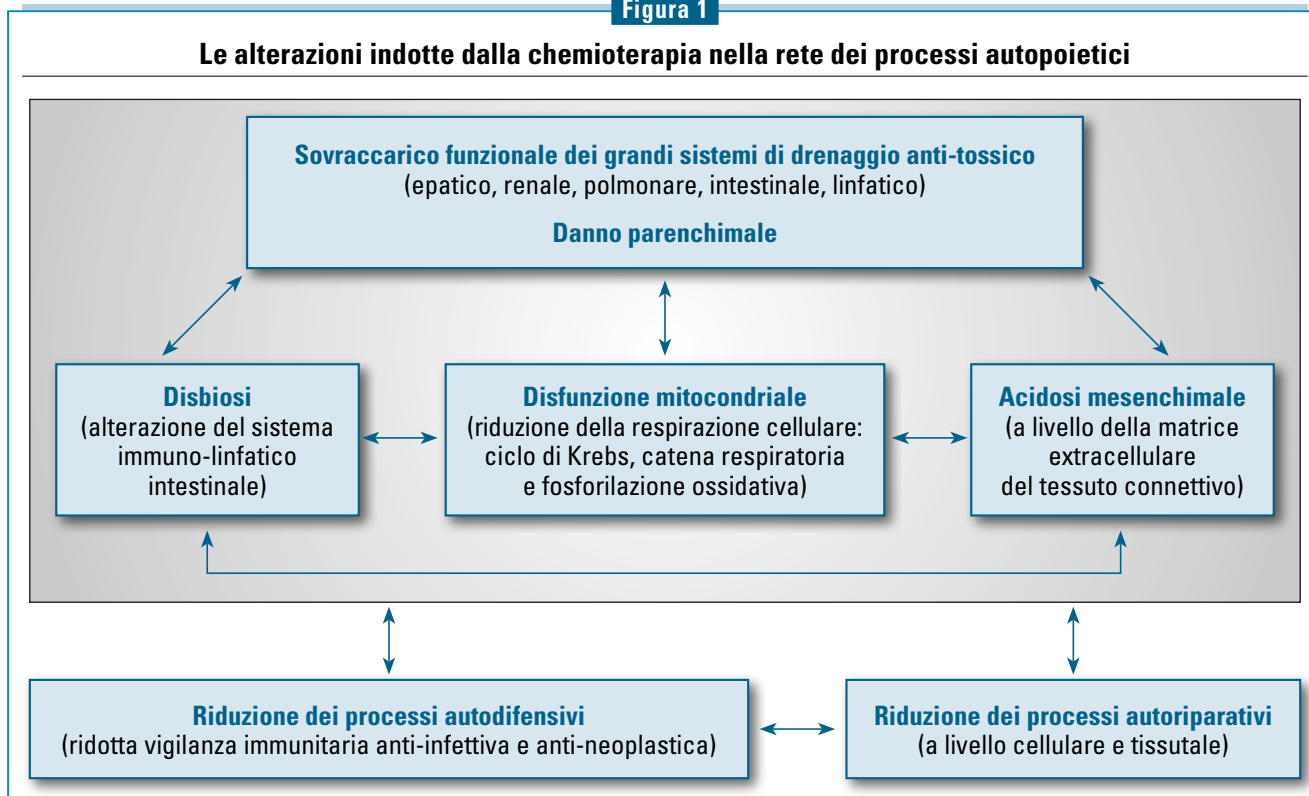 Figura 1
Le alterazioni indotte dalla chemioterapia nella rete dei processi autopoietici
Sovraccarico funzionale dei grandi sistemi di drenaggio anti-tossico
(epatico, renale, polmonare, intestinale, linfatico)
Danno parenchimale
Disbiosi
(alterazione del sistema
immuno-linfatico
intestinale)
Disfunzione mitocondriale
(riduzione della respirazione cellulare:
ciclo di Krebs, catena respiratoria
e fosforilazione ossidativa)
Acidosi mesenchimale
(a livello della matrice
extracellulare
del tessuto connettivo)
Riduzione dei processi autodifensivi
(ridotta vigilanza immunitaria anti-infettiva e anti-neoplastica)
Riduzione dei processi autoriparativi
(a livello cellulare e tissutale)